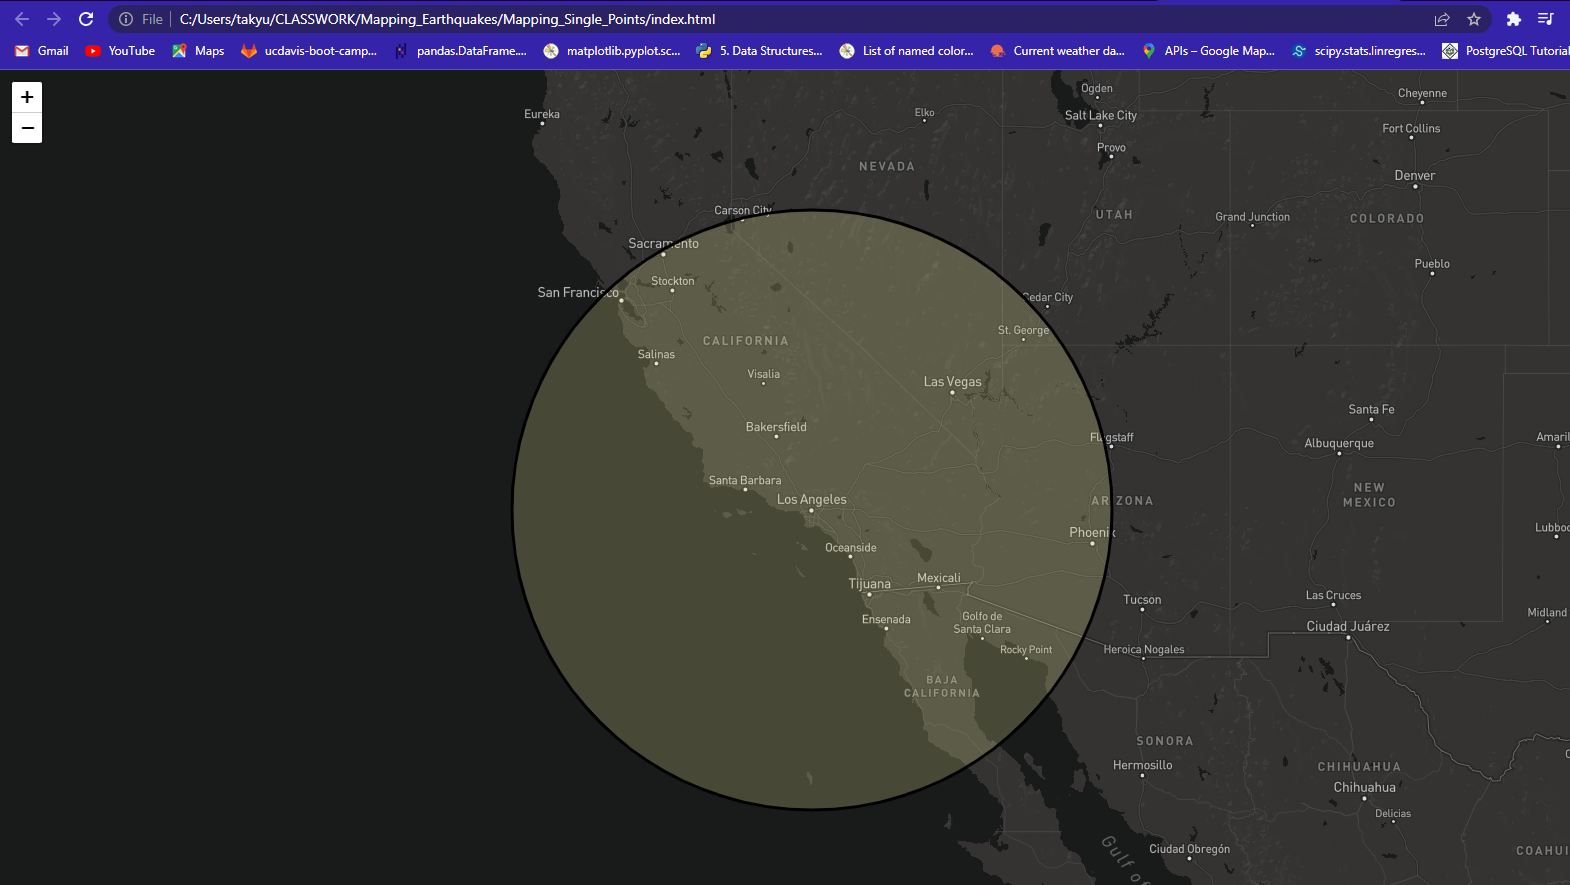 File
C:/Users/takyu/CLASSWORK/Mapping_Earthquakes/Mapping_Single_Points/index.html
Gmail
YouTube
Maps
ucdavis-boot-camp...
pandas.DataFrame....
matplotlib.pyplot.sc...
5. Data Structures...
List of named color...
Current weather da...
APIs – Google Map...
scipy.stats.linregres...
PostgreSQL Tutorial
+
−
Eureka
Elko
Ogden
Salt Lake City
Provo
Cheyenne
Fort Collins
Denver
NEVADA
UTAH
Grand Junction
COLORADO
Carson City
Sacramento
Stockton
San Francisco
Pueblo
Cedar City
St. George
CALIFORNIA
Salinas
Visalia
Las Vegas
Bakersfield
Flagstaff
Santa Fe
Albuquerque
Amaril
Santa Barbara
Los Angeles
ARIZONA
NEW
MEXICO
Phoenix
Lubboc
Oceanside
Tijuana
Mexicali
Tucson
Las Cruces
Ensenada
Golfo de
Santa Clara
Ciudad Juárez
Midland
Rocky Point
Heroica Nogales
BAJA
CALIFORNIA
SONORA
Hermosillo
CHIHUAHUA
Chihuahua
Delicias
Gulf of
Ciudad Obregón
COAHUI